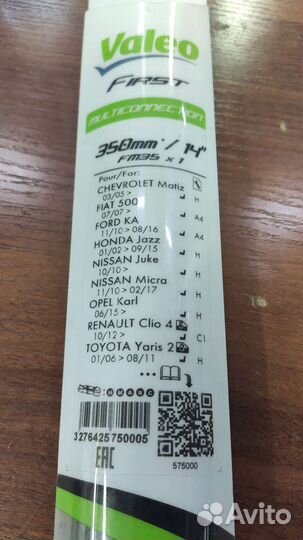 Valeo
FIRST
MULTICONNECTION
350mm / 14"
FM35 x 1
Pour/For:
CHEVROLET Matiz
03/05 > H
FIAT 500
07/07 > A4
FORD KA
11/10 > 08/16 A4
HONDA Jazz
01/02 > 09/15 H
NISSAN Juke
10/10 > H
NISSAN Micra
11/10 > 02/17 H
OPEL Karl
06/15 > H
RENAULT Clio 4
10/12 > C1
TOYOTA Yaris 2
01/06 > 08/11 H
...
: H M A B C
3276425750005
EAC
575000
Avito